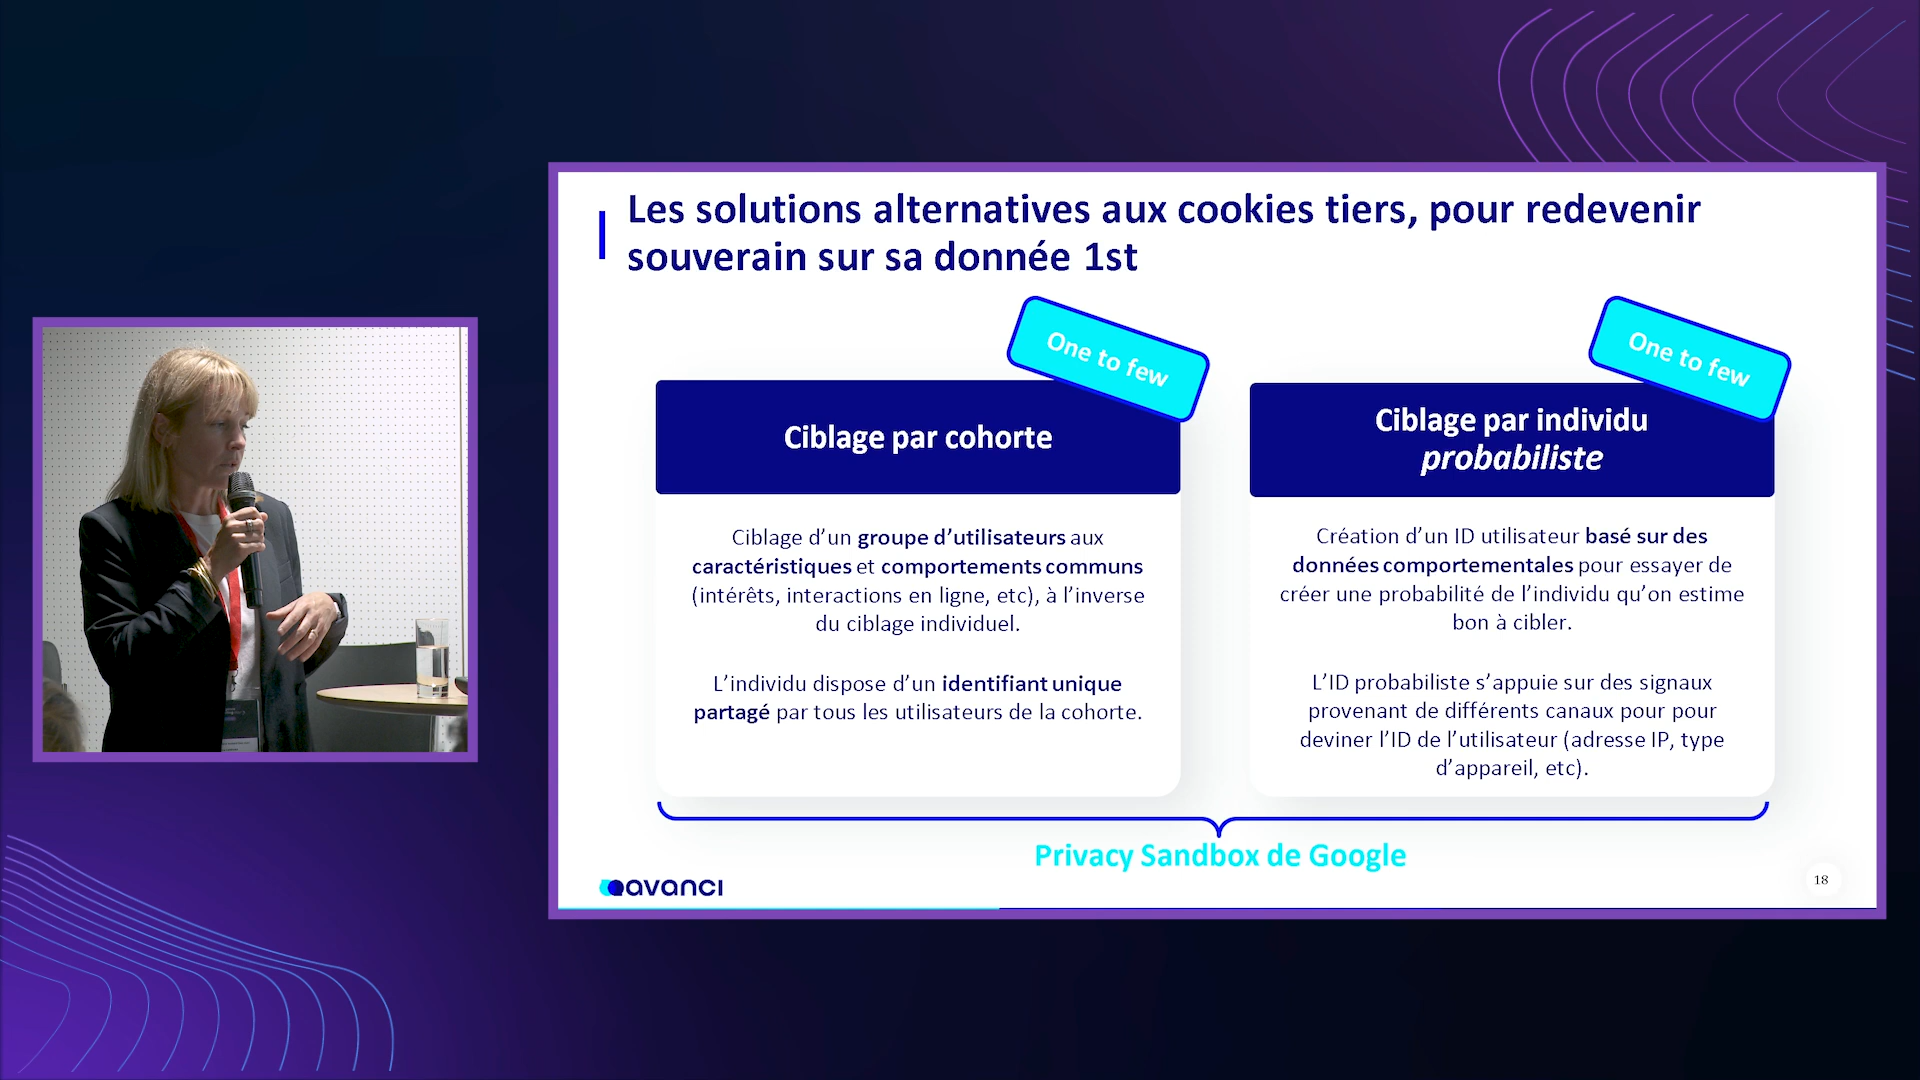 Les solutions alternatives aux cookies tiers, pour redevenir
souverain sur sa donnée 1st
One to few
Ciblage par cohorte
Ciblage d’un groupe d’utilisateurs aux
caractéristiques et comportements communs
(intérêts, interactions en ligne, etc), à l’inverse
du ciblage individuel.
L’individu dispose d’un identifiant unique
partagé par tous les utilisateurs de la cohorte.
One to few
Ciblage par individu
probabiliste
Création d’un ID utilisateur basé sur des
données comportementales pour essayer de
créer une probabilité de l’individu qu’on estime
bon à cibler.
L’ID probabiliste s’appuie sur des signaux
provenant de différents canaux pour pour
deviner l’ID de l’utilisateur (adresse IP, type
d’appareil, etc).
Privacy Sandbox de Google
avanci
18